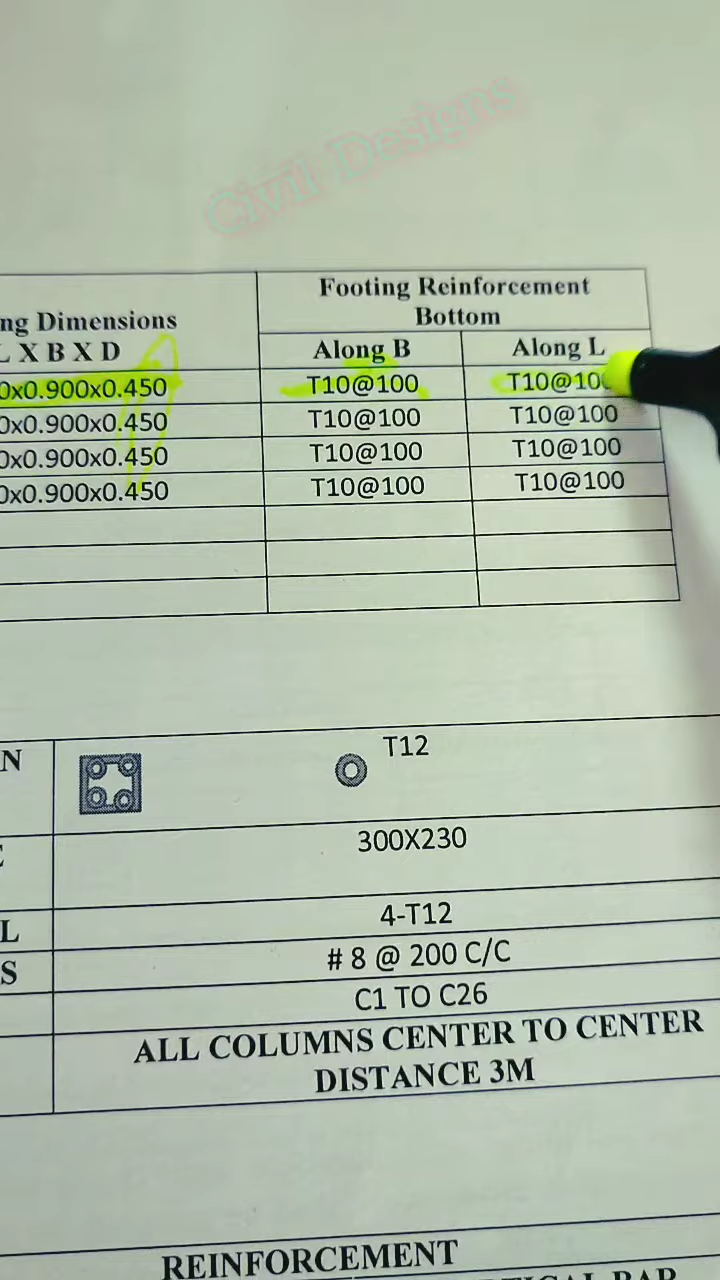 Civil Designs
Footing Reinforcement
Bottom
ng Dimensions
L X B X D
Along B
Along L
0x0.900x0.450
T10@100
T10@100
0x0.900x0.450
T10@100
T10@100
0x0.900x0.450
T10@100
T10@100
0x0.900x0.450
T10@100
T10@100
N
T12
300X230
L
4-T12
S
# 8 @ 200 C/C
C1 TO C26
ALL COLUMNS CENTER TO CENTER
DISTANCE 3M
REINFORCEMENT